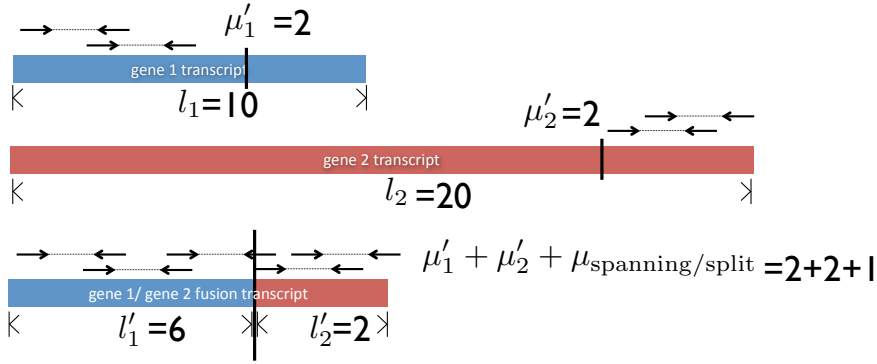 μ′₁ =2
gene 1 transcript
l₁=10
μ′₂=2
gene 2 transcript
l₂=20
μ′₁ + μ′₂ + μspanning/split =2+2+1
gene 1/ gene 2 fusion transcript
l′₁=6 l′₂=2